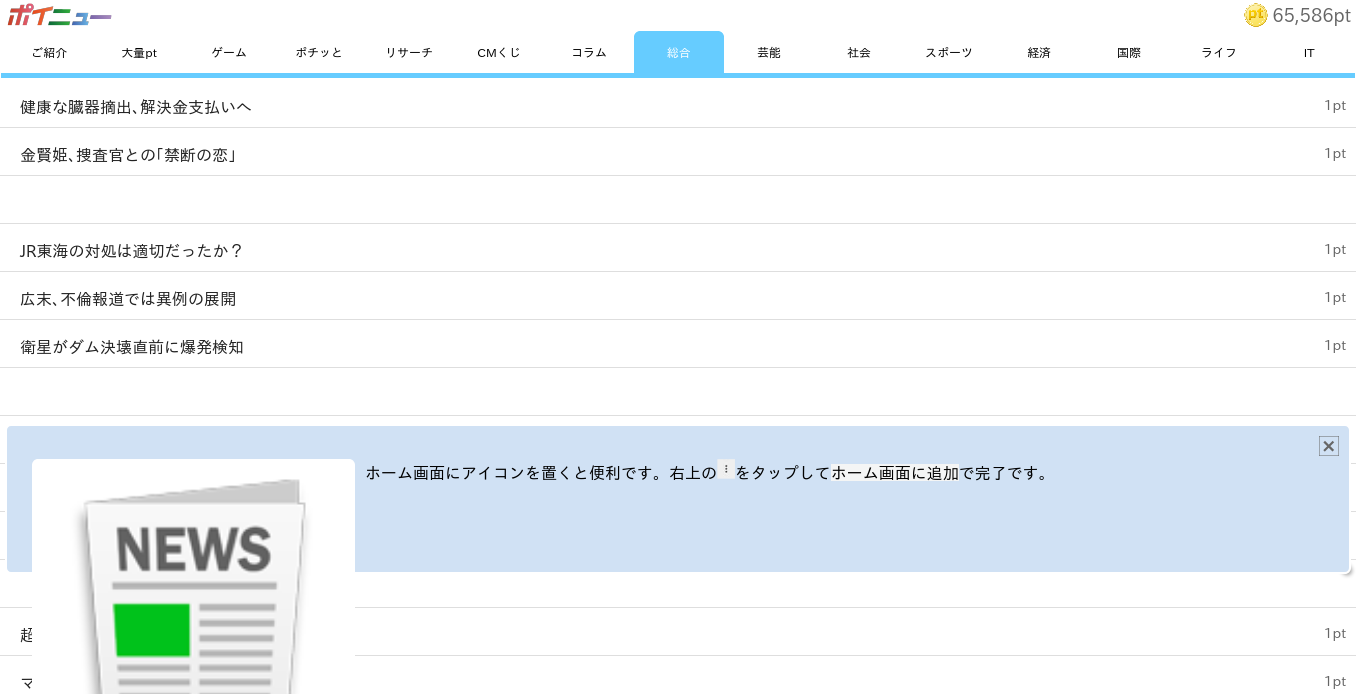 ポイニュー
pt 65,586pt
ご紹介 大量pt ゲーム ポチッと リサーチ CMくじ コラム 総合 芸能 社会 スポーツ 経済 国際 ライフ IT
健康な臓器摘出、解決金支払いへ 1pt
金賢姫、捜査官との「禁断の恋」 1pt
JR東海の対処は適切だったか？ 1pt
広末、不倫報道では異例の展開 1pt
衛星がダム決壊直前に爆発検知 1pt
ホーム画面にアイコンを置くと便利です。右上の⋮をタップしてホーム画面に追加で完了です。
NEWS
超 1pt
マ 1pt